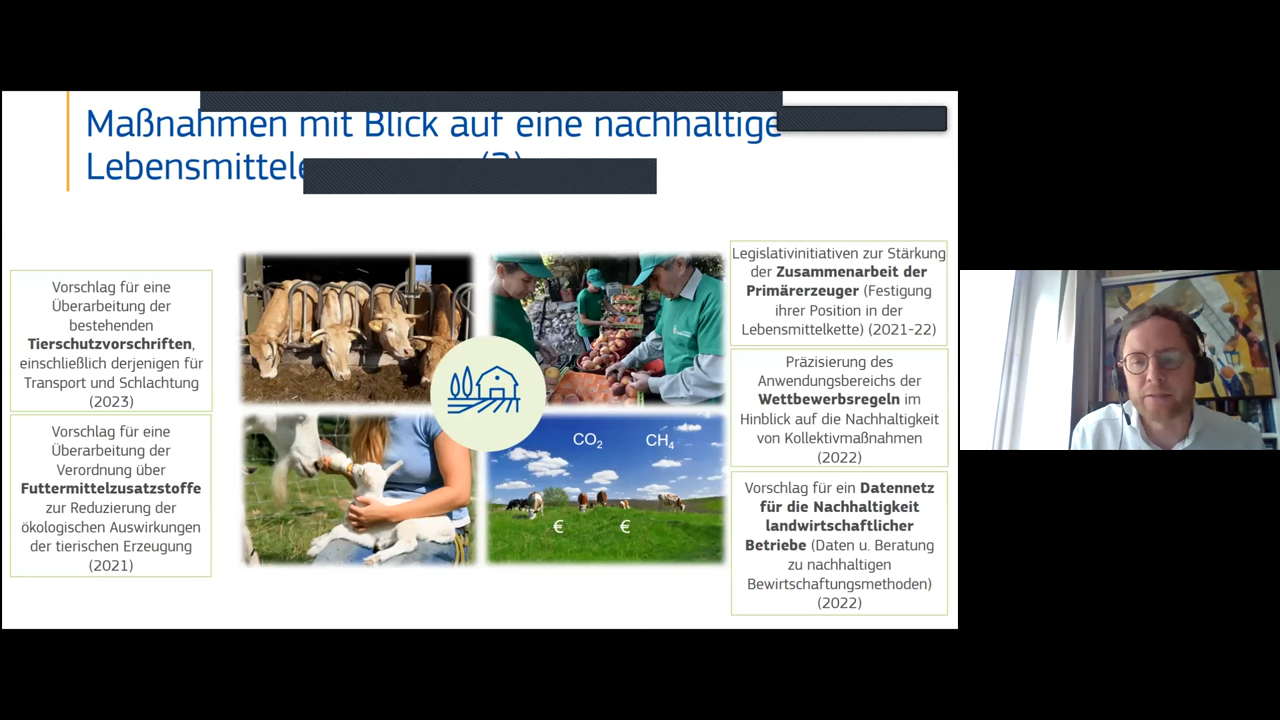 Maßnahmen mit Blick auf eine nachhaltige
Vorschlag für eine
Überarbeitung der
bestehenden
Tierschutzvorschriften,
einschließlich derjenigen für
Transport und Schlachtung
(2023)
Vorschlag für eine
Überarbeitung der
Verordnung über
Futtermittelzusatzstoffe
zur Reduzierung der
ökologischen Auswirkungen
der tierischen Erzeugung
(2021)
CO₂
CH₄
€
€
Legislativinitiativen zur Stärkung
der Zusammenarbeit der
Primärerzeuger (Festigung
ihrer Position in der
Lebensmittelkette) (2021-22)
Präzisierung des
Anwendungsbereichs der
Wettbewerbsregeln im
Hinblick auf die Nachhaltigkeit
von Kollektivmaßnahmen
(2022)
Vorschlag für ein Datennetz
für die Nachhaltigkeit
landwirtschaftlicher
Betriebe (Daten u. Beratung
zu nachhaltigen
Bewirtschaftungsmethoden)
(2022)